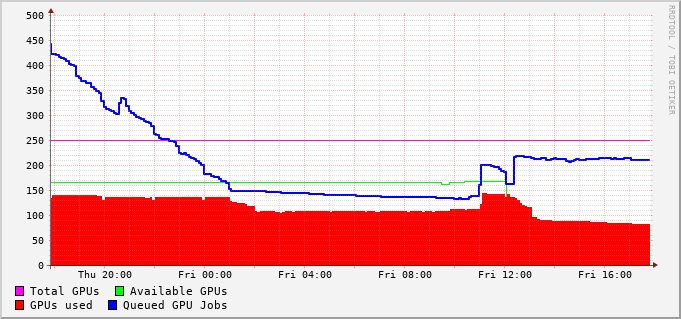 500
450
400
350
300
250
200
150
100
50
0
Thu 20:00 Fri 00:00 Fri 04:00 Fri 08:00 Fri 12:00 Fri 16:00
Total GPUs Available GPUs
GPUs used Queued GPU Jobs
RRDTOOL / TOBI OETIKER